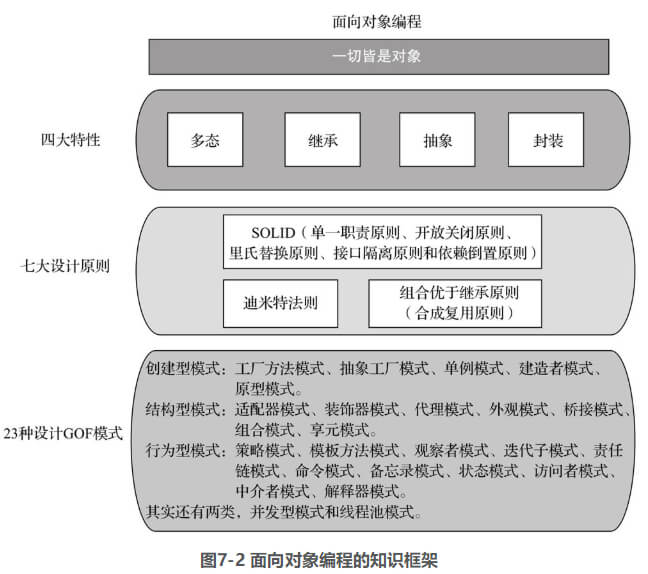 面向对象编程
一切皆是对象
四大特性
多态
继承
抽象
封装
七大设计原则
SOLID（单一职责原则、开放关闭原则、
里氏替换原则、接口隔离原则和依赖倒置原则）
迪米特法则
组合优于继承原则
（合成复用原则）
23种设计GOF模式
创建型模式：工厂方法模式、抽象工厂模式、单例模式、建造者模式、
原型模式。
结构型模式：适配器模式、装饰器模式、代理模式、外观模式、桥接模式、
组合模式、享元模式。
行为型模式：策略模式、模板方法模式、观察者模式、迭代子模式、责任
链模式、命令模式、备忘录模式、状态模式、访问者模式、
中介者模式、解释器模式。
其实还有两类，并发型模式和线程池模式。
图7-2 面向对象编程的知识框架